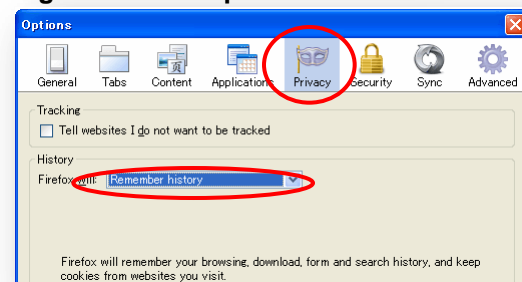 Options
General Tabs Content Applications Privacy Security Sync Advanced
Tracking
Tell websites I do not want to be tracked
History
Firefox will: Remember history
Firefox will remember your browsing, download, form and search history, and keep
cookies from websites you visit.